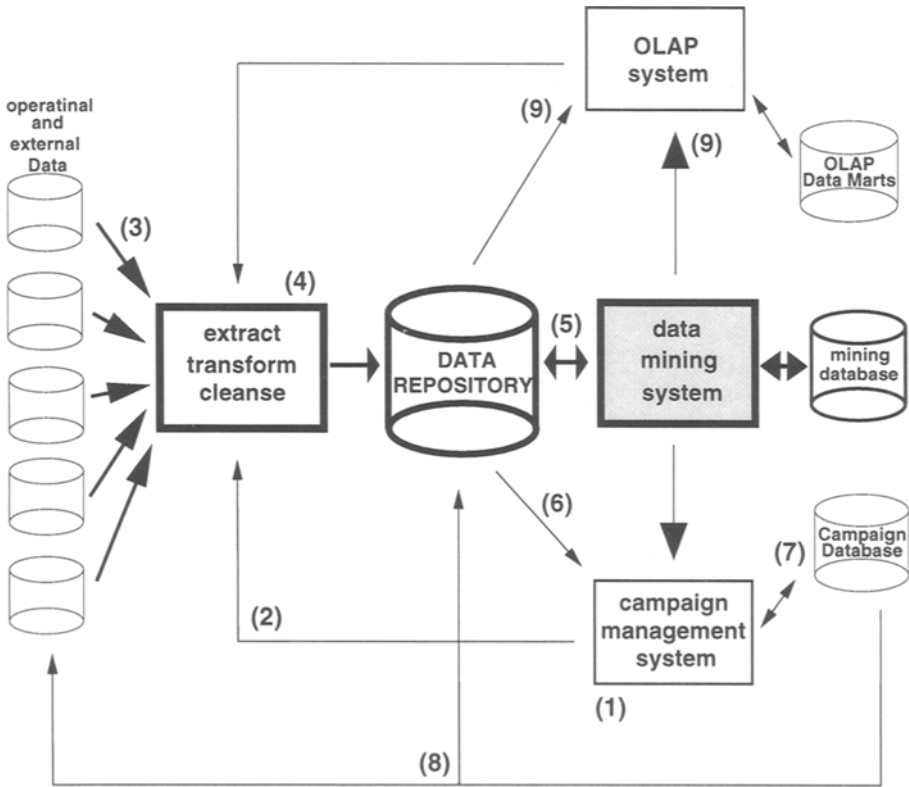 OLAP
system
operatinal
and
external
Data
(9)
(9)
OLAP
Data Marts
(3)
(4)
extract
transform
cleanse
DATA
REPOSITORY
(5)
data
mining
system
mining
database
(6)
Campaign
Database
(7)
(2)
campaign
management
system
(1)
(8)